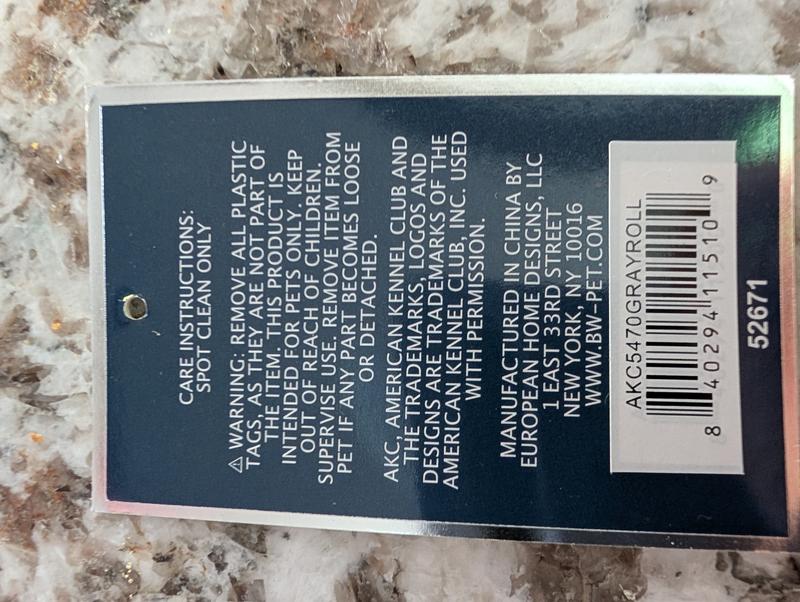 CARE INSTRUCTIONS:
SPOT CLEAN ONLY
⚠ WARNING: REMOVE ALL PLASTIC
TAGS, AS THEY ARE NOT PART OF
THE ITEM. THIS PRODUCT IS
INTENDED FOR PETS ONLY. KEEP
OUT OF REACH OF CHILDREN.
SUPERVISE USE. REMOVE ITEM FROM
PET IF ANY PART BECOMES LOOSE
OR DETACHED.
AKC, AMERICAN KENNEL CLUB AND
THE TRADEMARKS, LOGOS AND
DESIGNS ARE TRADEMARKS OF THE
AMERICAN KENNEL CLUB, INC. USED
WITH PERMISSION.
MANUFACTURED IN CHINA BY
EUROPEAN HOME DESIGNS, LLC
1 EAST 33RD STREET
NEW YORK, NY 10016
WWW.BW-PET.COM
AKC5470GRAYROLL
8 40294 11510 9
52671